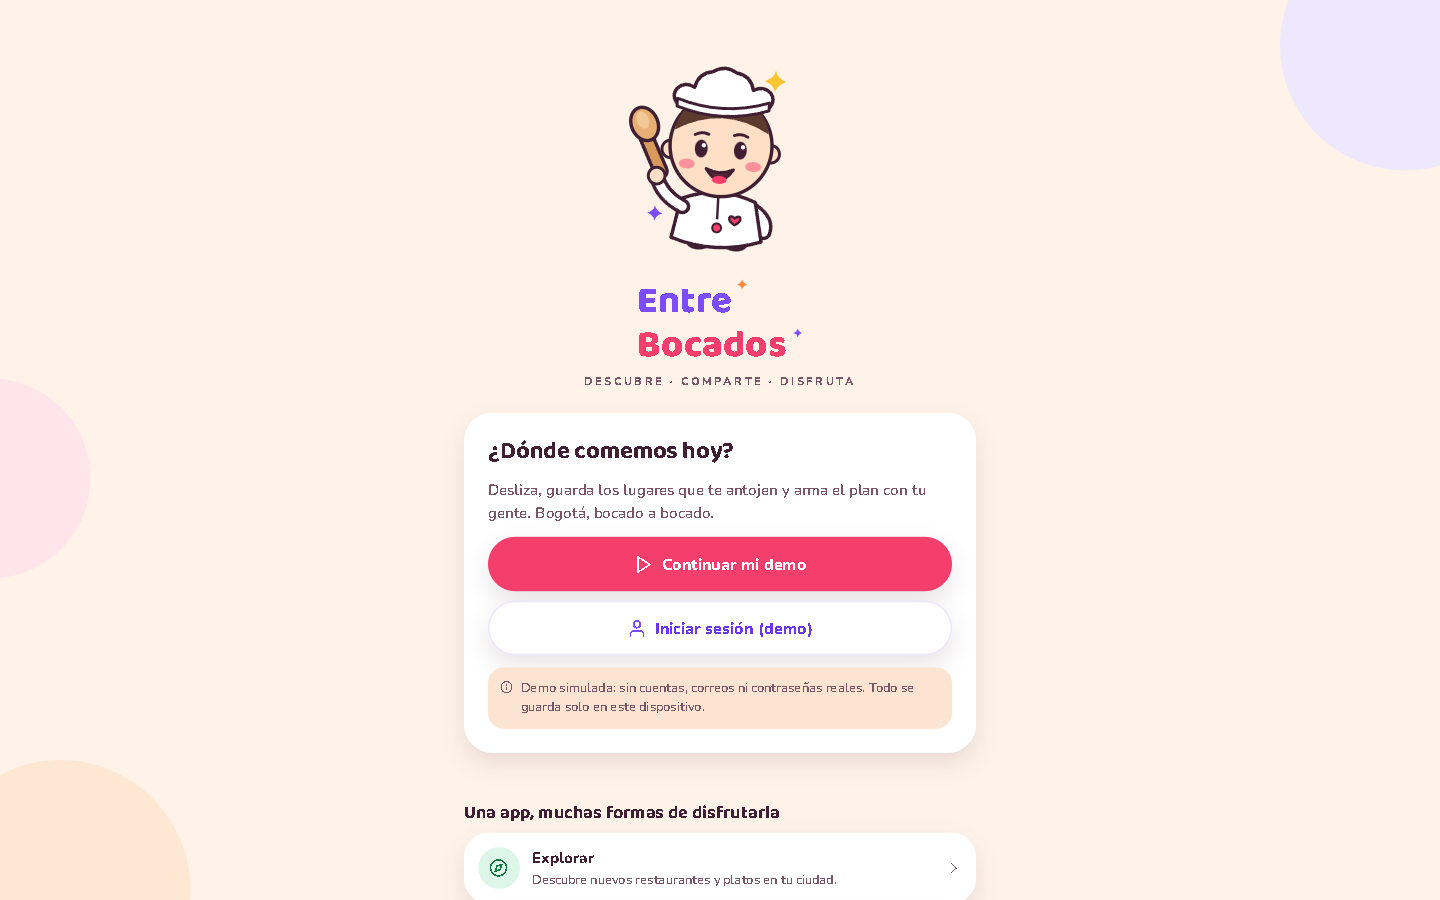 Entre
Bocados
DESCUBRE · COMPARTE · DISFRUTA
¿Dónde comemos hoy?
Desliza, guarda los lugares que te antojen y arma el plan con tu
gente. Bogotá, bocado a bocado.
Continuar mi demo
Iniciar sesión (demo)
Demo simulada: sin cuentas, correos ni contraseñas reales. Todo se
guarda solo en este dispositivo.
Una app, muchas formas de disfrutarla
Explorar
Descubre nuevos restaurantes y platos en tu ciudad.